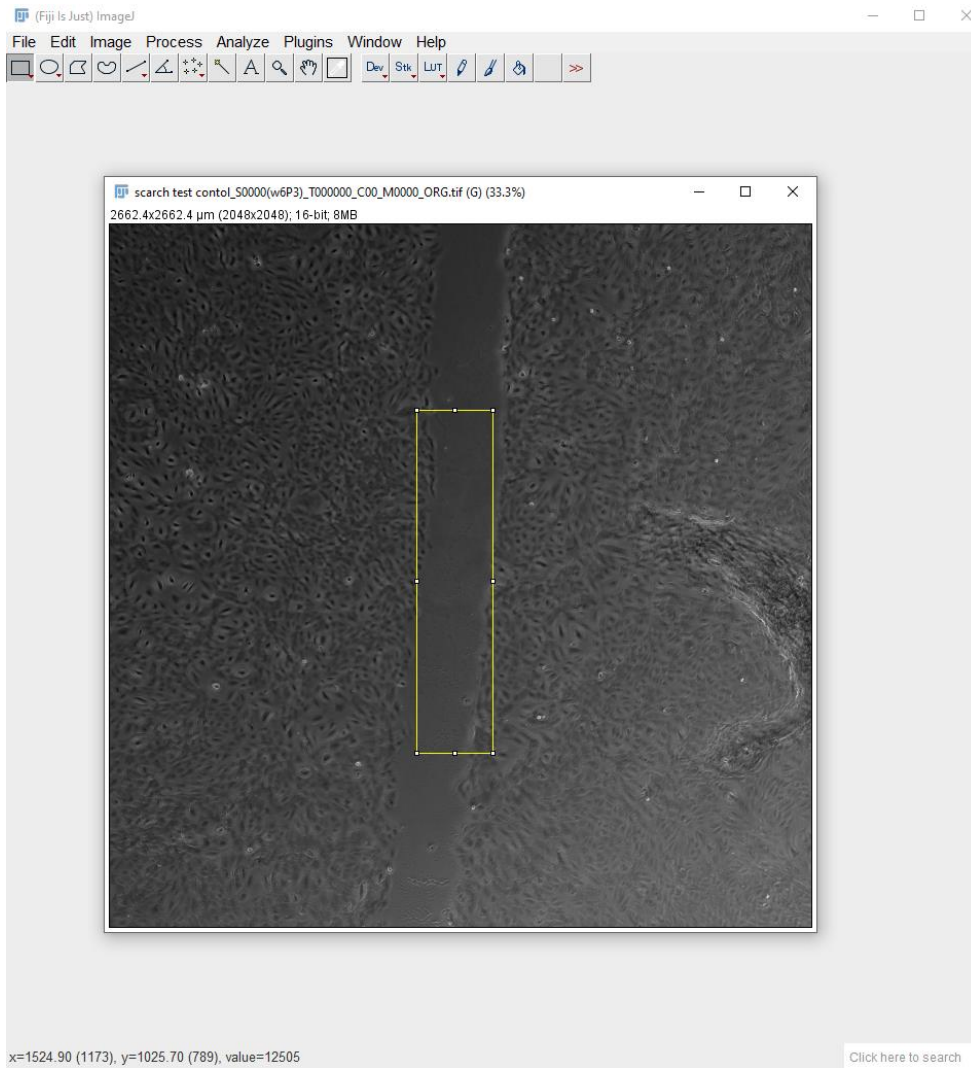 (Fiji Is Just) ImageJ
File Edit Image Process Analyze Plugins Window Help
A Dev Stk LUT >>
scarch test contol_S0000(w6P3)_T000000_C00_M0000_ORG.tif (G) (33.3%)
2662.4x2662.4 µm (2048x2048); 16-bit; 8MB
x=1524.90 (1173), y=1025.70 (789), value=12505
Click here to search